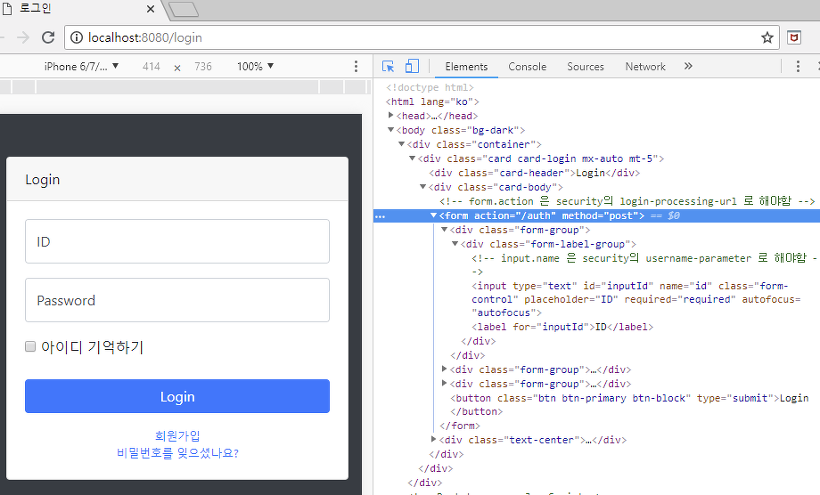 로그인
localhost:8080/login
iPhone 6/7/... ▼ 414 × 736 100% ▼
Elements Console Sources Network »
Login
ID
Password
아이디 기억하기
Login
회원가입
비밀번호를 잊으셨나요?
<!doctype html>
<html lang="ko">
▶<head>…</head>
▼<body class="bg-dark">
▼<div class="container">
▼<div class="card card-login mx-auto mt-5">
<div class="card-header">Login</div>
▼<div class="card-body">
<!-- form.action 은 security의 login-processing-url 로 해야함 -->
… ▼<form action="/auth" method="post"> == $0
▼<div class="form-group">
▼<div class="form-label-group">
<!-- input.name 은 security의 username-parameter 로 해야함 -
->
<input type="text" id="inputId" name="id" class="form-
control" placeholder="ID" required="required" autofocus=
"autofocus">
<label for="inputId">ID</label>
</div>
</div>
▶<div class="form-group">…</div>
▶<div class="form-group">…</div>
<button class="btn btn-primary btn-block" type="submit">Login
</button>
</form>
▶<div class="text-center">…</div>
</div>
</div>
</div>